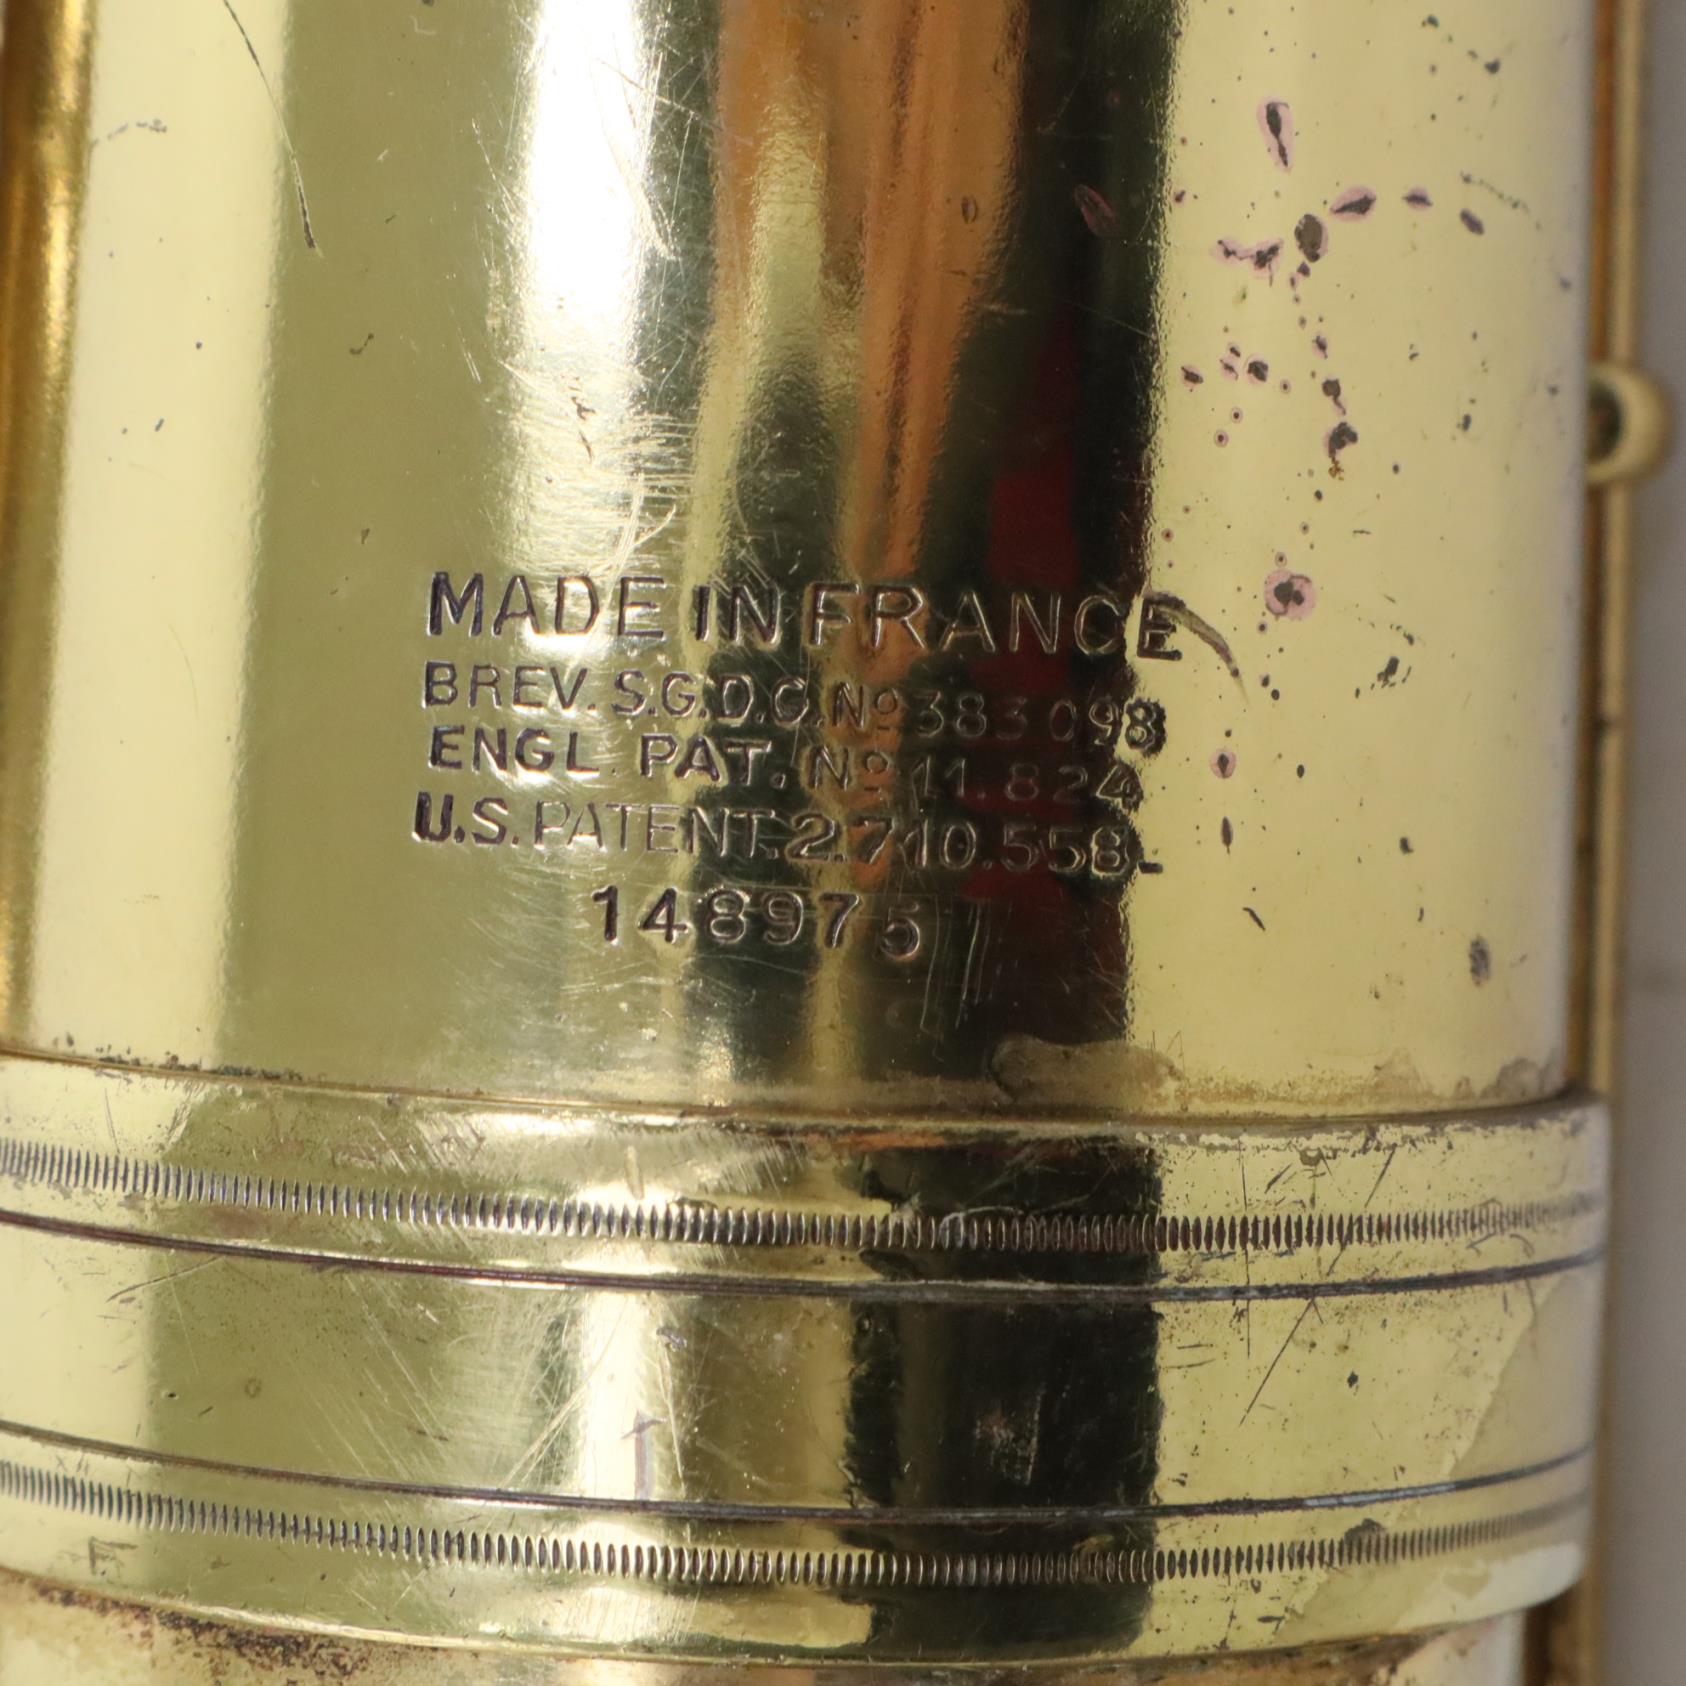 MADE IN FRANCE
BREV. S.G.D.G. No 383098
ENGL. PAT. No 11.824
U.S. PATENT. 2.710.558-
148975